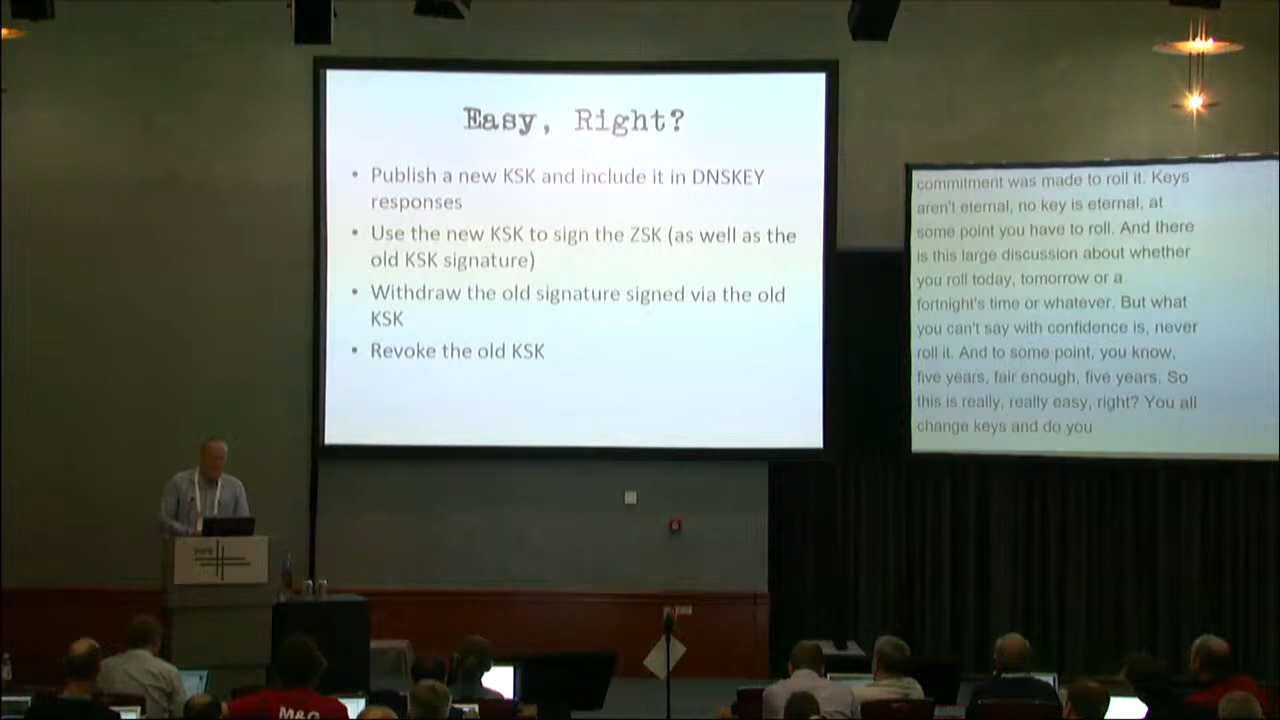 Easy, Right?
• Publish a new KSK and include it in DNSKEY
responses
• Use the new KSK to sign the ZSK (as well as the
old KSK signature)
• Withdraw the old signature signed via the old
KSK
• Revoke the old KSK
commitment was made to roll it. Keys
aren't eternal, no key is eternal, at
some point you have to roll. And there
is this large discussion about whether
you roll today, tomorrow or a
fortnight's time or whatever. But what
you can't say with confidence is, never
roll it. And to some point, you know,
five years, fair enough, five years. So
this is really, really easy, right? You all
change keys and do you
RIPE
M&C